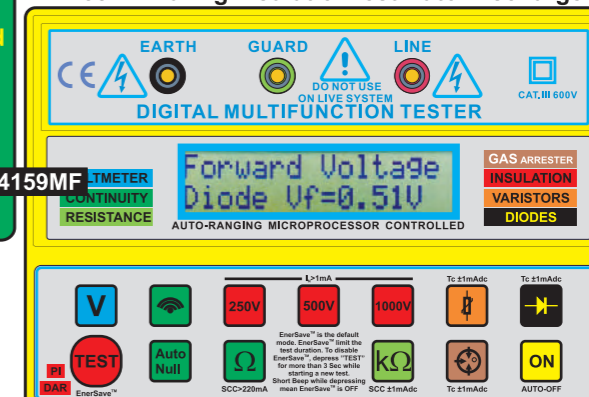 EARTH GUARD LINE
CE
DO NOT USE
ON LIVE SYSTEM
CAT. III 600V
DIGITAL MULTIFUNCTION TESTER
4159MF
CONTINUITY
RESISTANCE
Forward Voltage
Diode Vf=0.51V
AUTO-RANGING MICROPROCESSOR CONTROLLED
GAS ARRESTER
INSULATION
VARISTORS
DIODES
I >1mA
Tc ±1mAdc
Tc ±1mAdc
V
250V 500V 1000V
EnerSave™ is the default
mode. EnerSave™ limit the
test duration. To disable
EnerSave™, depress "TEST"
for more than 3 Sec while
starting a new test.
Short Beep while depressing
mean EnerSave™ is OFF
PI
DAR
TEST
EnerSave™
Auto
Null
Ω
SCC>220mA
kΩ
SCC ±1mAdc
Tc ±1mAdc
ON
AUTO-OFF